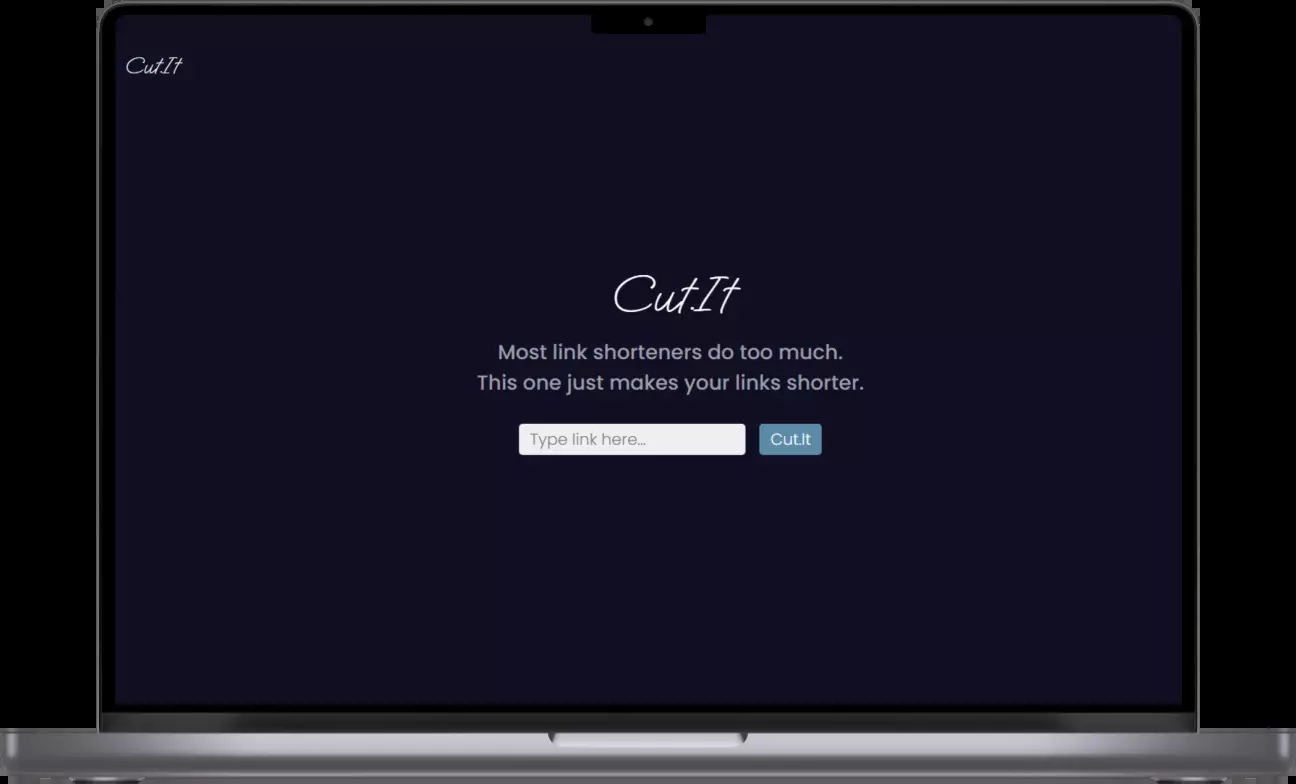 Cut.It
Cut.It
Most link shorteners do too much.
This one just makes your links shorter.
Type link here...
Cut.It